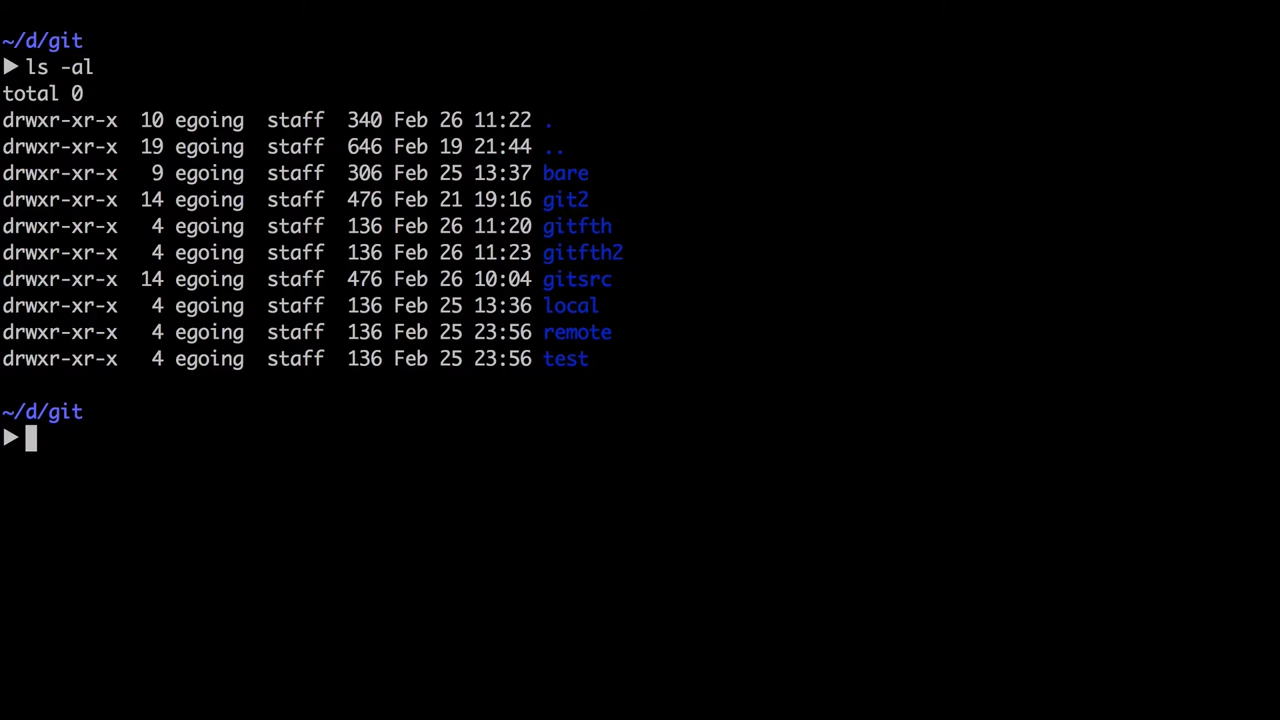 ~/d/git
▶ ls -al
total 0
drwxr-xr-x  10 egoing  staff  340 Feb 26 11:22 .
drwxr-xr-x  19 egoing  staff  646 Feb 19 21:44 ..
drwxr-xr-x   9 egoing  staff  306 Feb 25 13:37 bare
drwxr-xr-x  14 egoing  staff  476 Feb 21 19:16 git2
drwxr-xr-x   4 egoing  staff  136 Feb 26 11:20 gitfth
drwxr-xr-x   4 egoing  staff  136 Feb 26 11:23 gitfth2
drwxr-xr-x  14 egoing  staff  476 Feb 26 10:04 gitsrc
drwxr-xr-x   4 egoing  staff  136 Feb 25 13:36 local
drwxr-xr-x   4 egoing  staff  136 Feb 25 23:56 remote
drwxr-xr-x   4 egoing  staff  136 Feb 25 23:56 test
~/d/git
▶